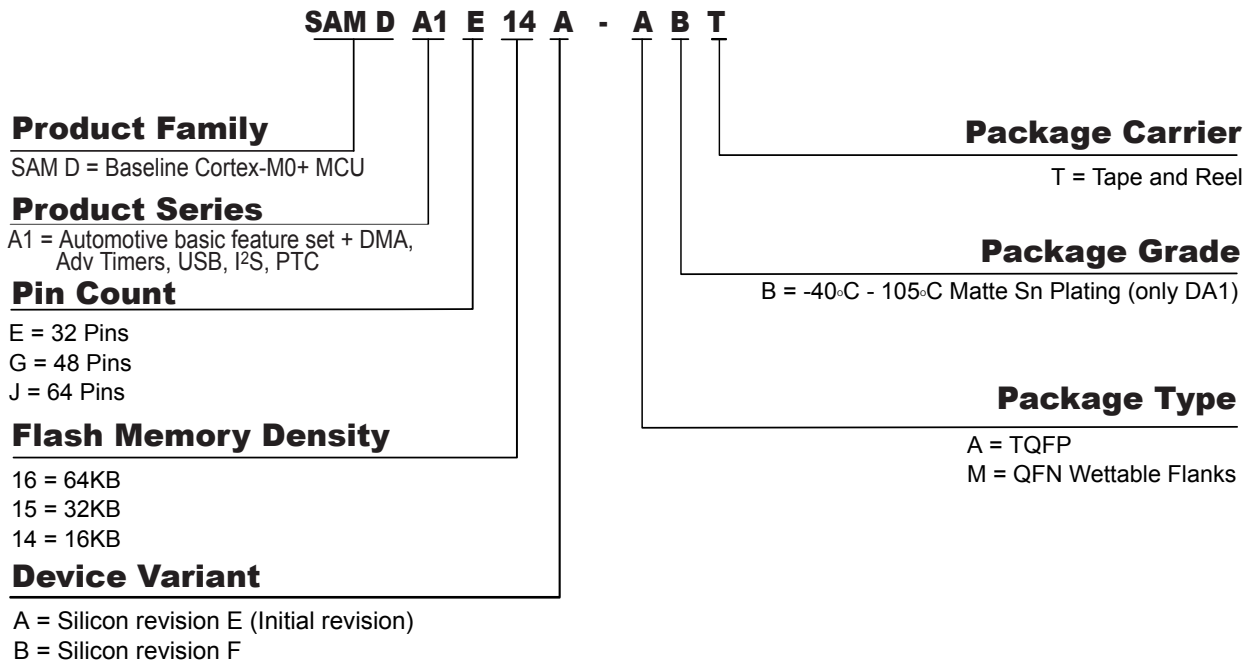 SAM D A1 E 14 A - A B T
Product Family
SAM D = Baseline Cortex-M0+ MCU
Product Series
A1 = Automotive basic feature set + DMA,
Adv Timers, USB, I²S, PTC
Pin Count
E = 32 Pins
G = 48 Pins
J = 64 Pins
Flash Memory Density
16 = 64KB
15 = 32KB
14 = 16KB
Device Variant
A = Silicon revision E (Initial revision)
B = Silicon revision F
Package Carrier
T = Tape and Reel
Package Grade
B = -40◦C - 105◦C Matte Sn Plating (only DA1)
Package Type
A = TQFP
M = QFN Wettable Flanks